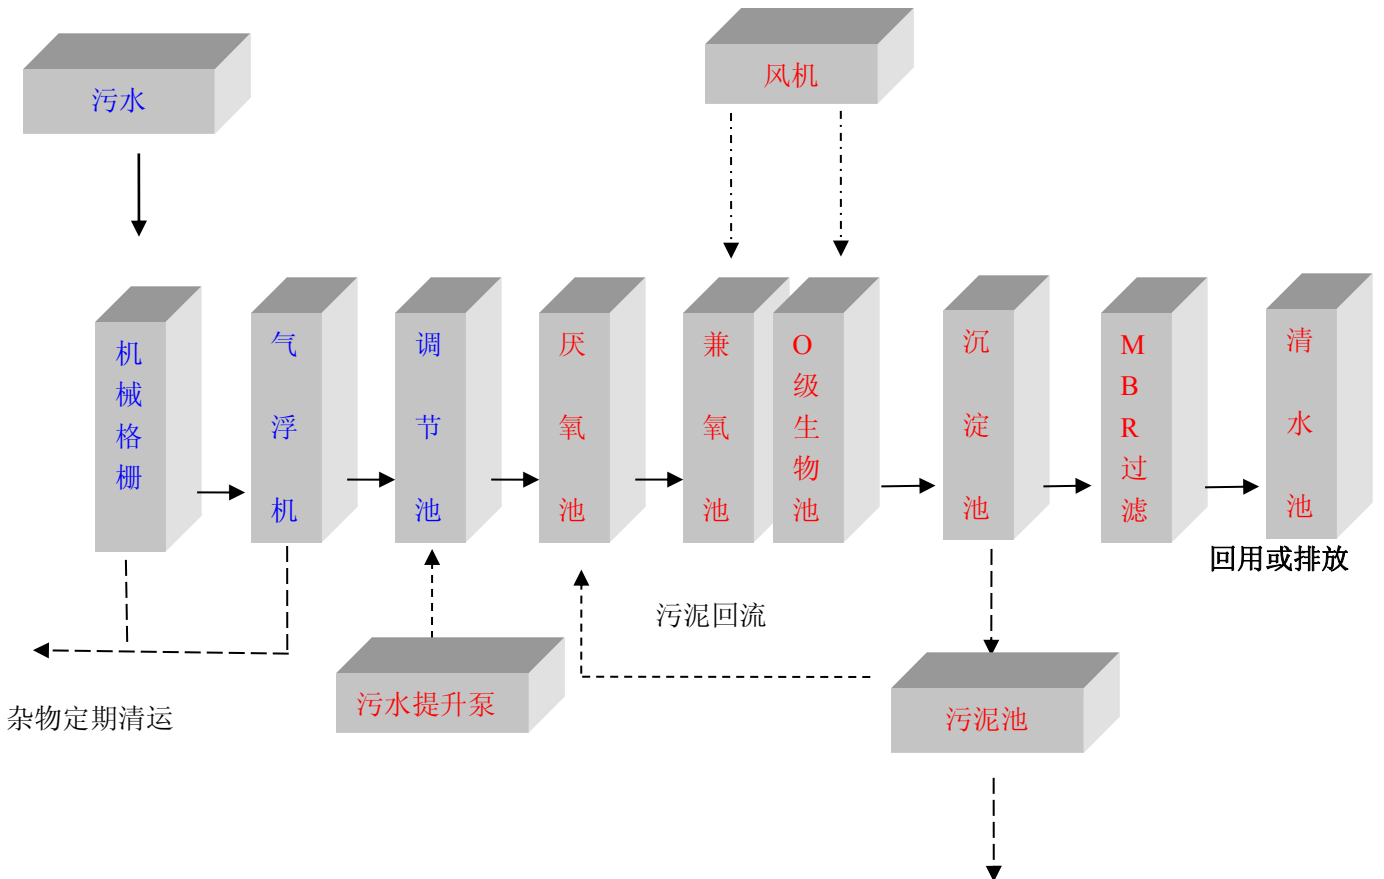 污水
风机
机械格栅
气浮机
调节池
厌氧池
兼氧池
O级生物池
沉淀池
MBR过滤
清水池
回用或排放
污泥回流
污水提升泵
杂物定期清运
污泥池